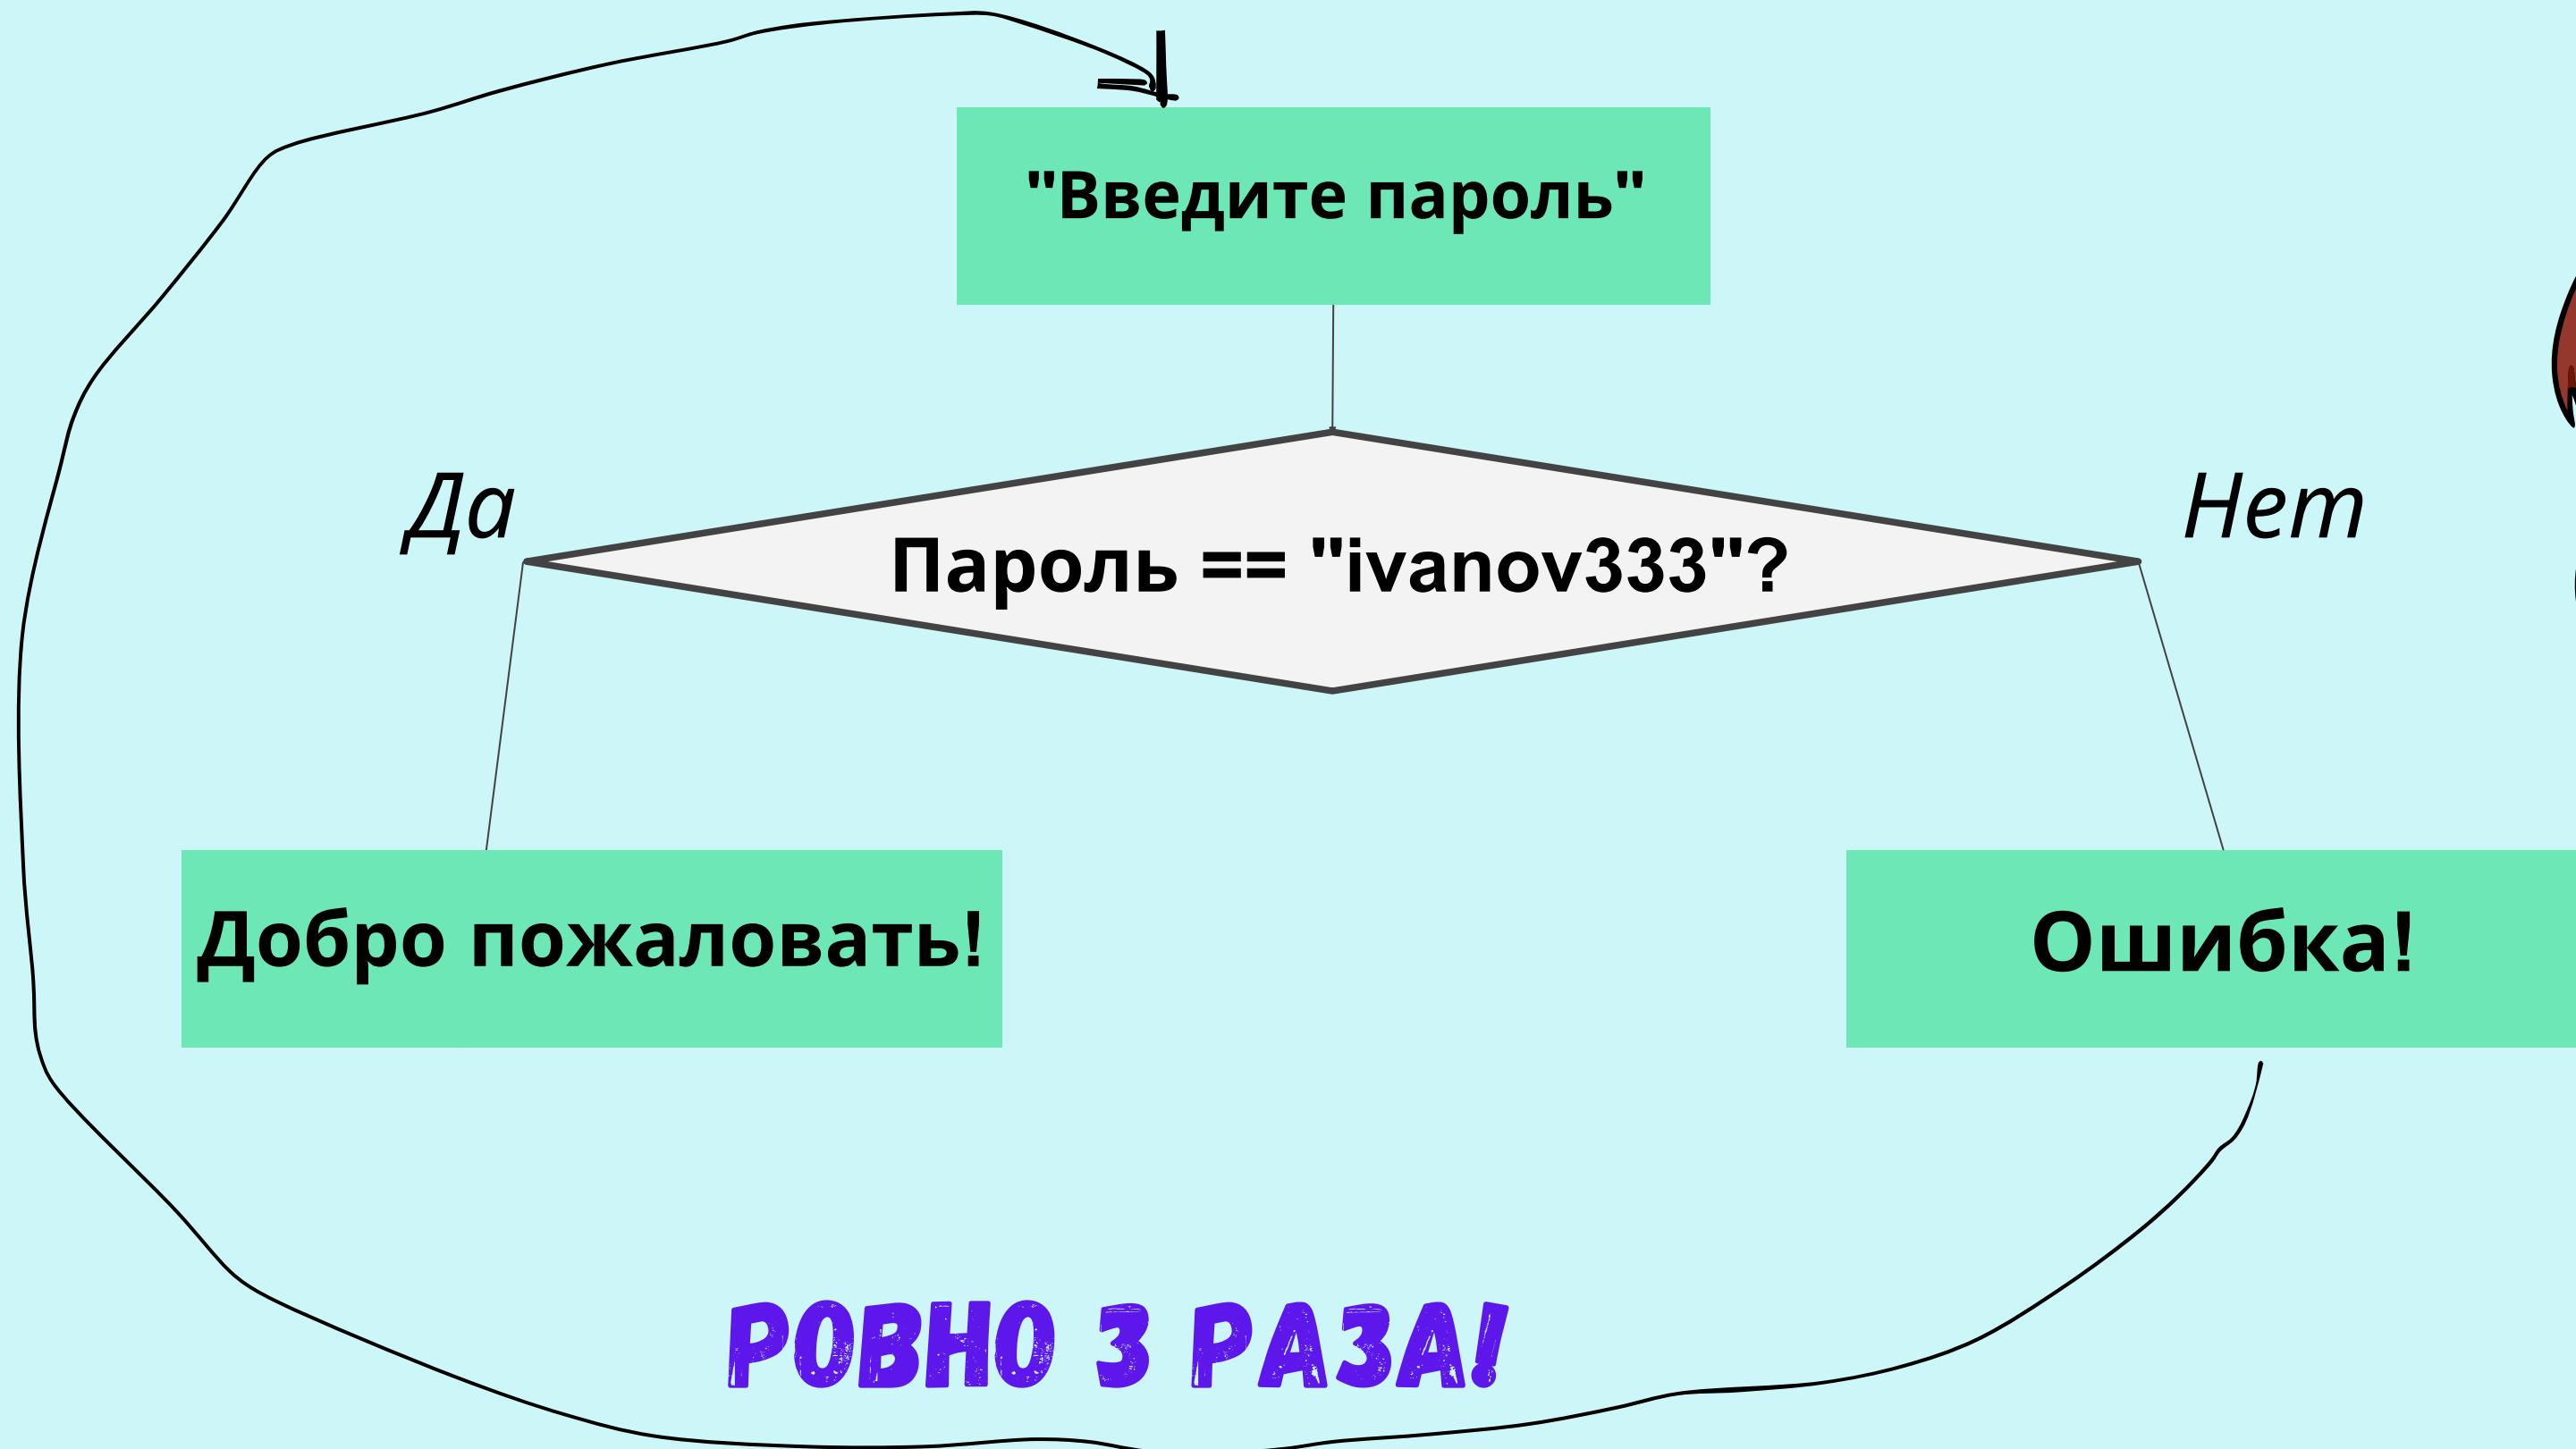 "Введите пароль"
Да
Нет
Пароль == "ivanov333"?
Добро пожаловать!
Ошибка!
РОВНО 3 РАЗА!